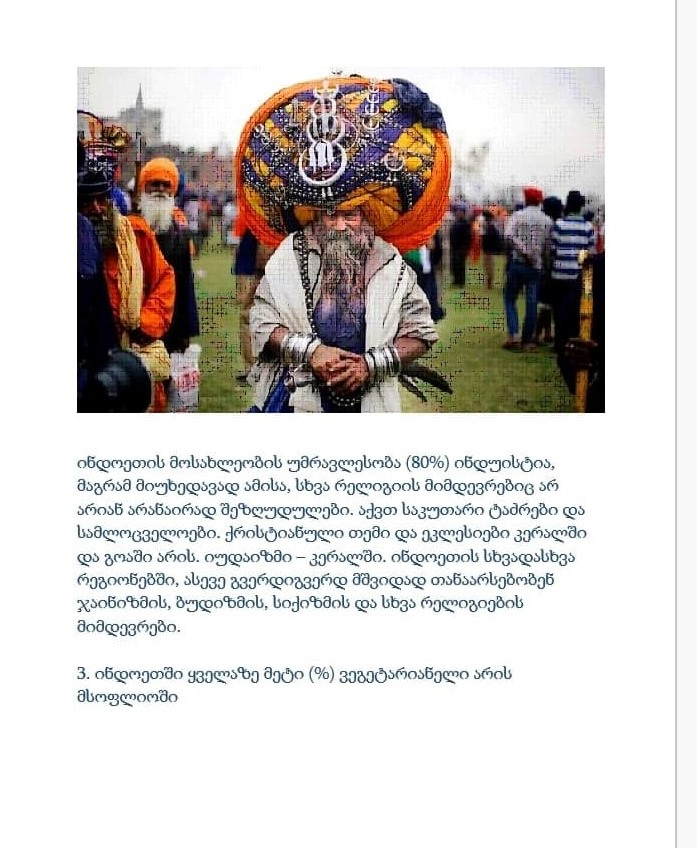 ინდოეთის მოსახლეობის უმრავლესობა (80%) ინდუისტია,
მაგრამ მიუხედავად ამისა, სხვა რელიგიის მიმდევრებიც არ
არიან არანაირად შეზღუდულები. აქვთ საკუთარი ტაძრები და
სამლოცველოები. ქრისტიანული თემი და ეკლესიები კერალში
და გოაში არის. იუდაიზმი – კერალში. ინდოეთის სხვადასხვა
რეგიონებში, ასევე გვერდიგვერდ მშვიდად თანაარსებობენ
ჯაინიზმის, ბუდიზმის, სიქიზმის და სხვა რელიგიების
მიმდევრები.
3. ინდოეთში ყველაზე მეტი (%) ვეგეტარიანელი არის
მსოფლიოში